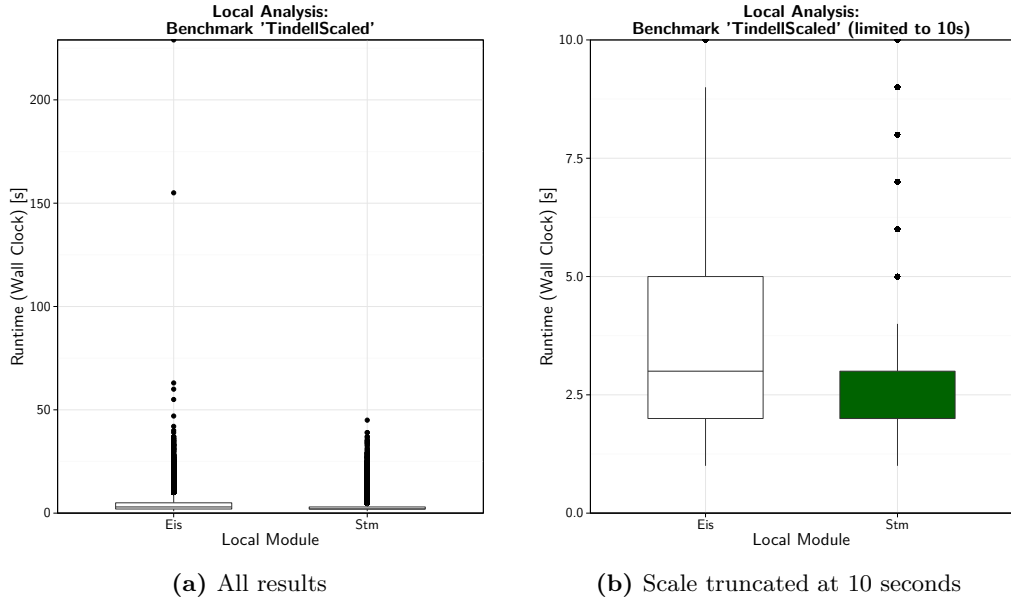 Local Analysis:
Benchmark 'TindellScaled'
Runtime (Wall Clock) [s]
200
150
100
50
0
Eis
Stm
Local Module
(a) All results
Local Analysis:
Benchmark 'TindellScaled' (limited to 10s)
Runtime (Wall Clock) [s]
10.0
7.5
5.0
2.5
0.0
Eis
Stm
Local Module
(b) Scale truncated at 10 seconds